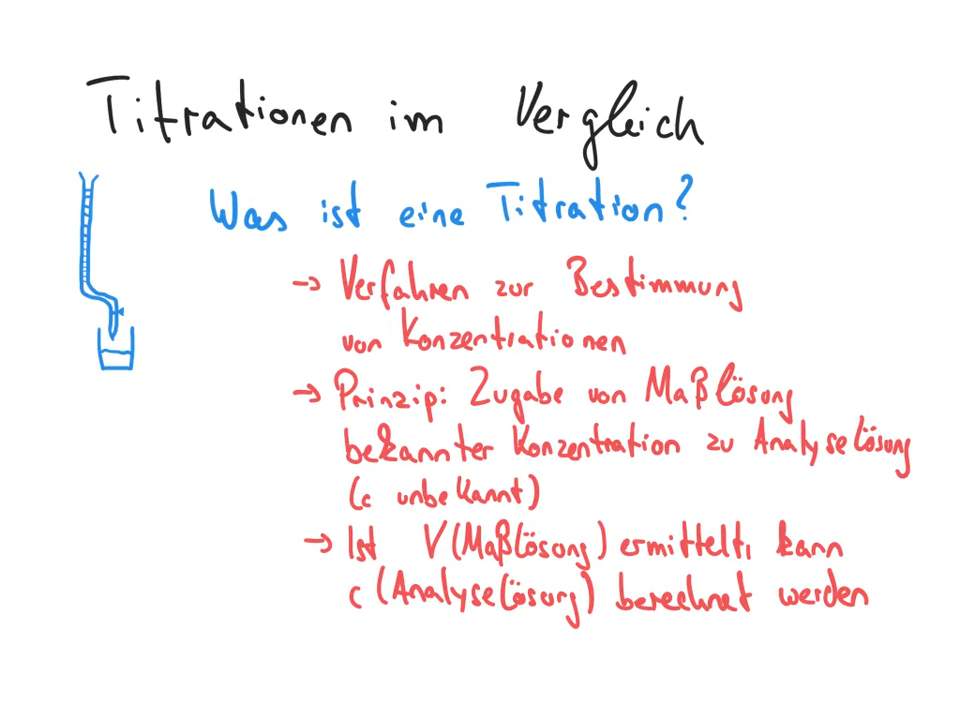 Titrationen im Vergleich
Was ist eine Titration?
→ Verfahren zur Bestimmung
von Konzentrationen
→ Prinzip: Zugabe von Maßlösung
bekannter Konzentration zu Analyselösung
(c unbekannt)
→ Ist V(Maßlösung) ermittelt, kann
c (Analyselösung) berechnet werden